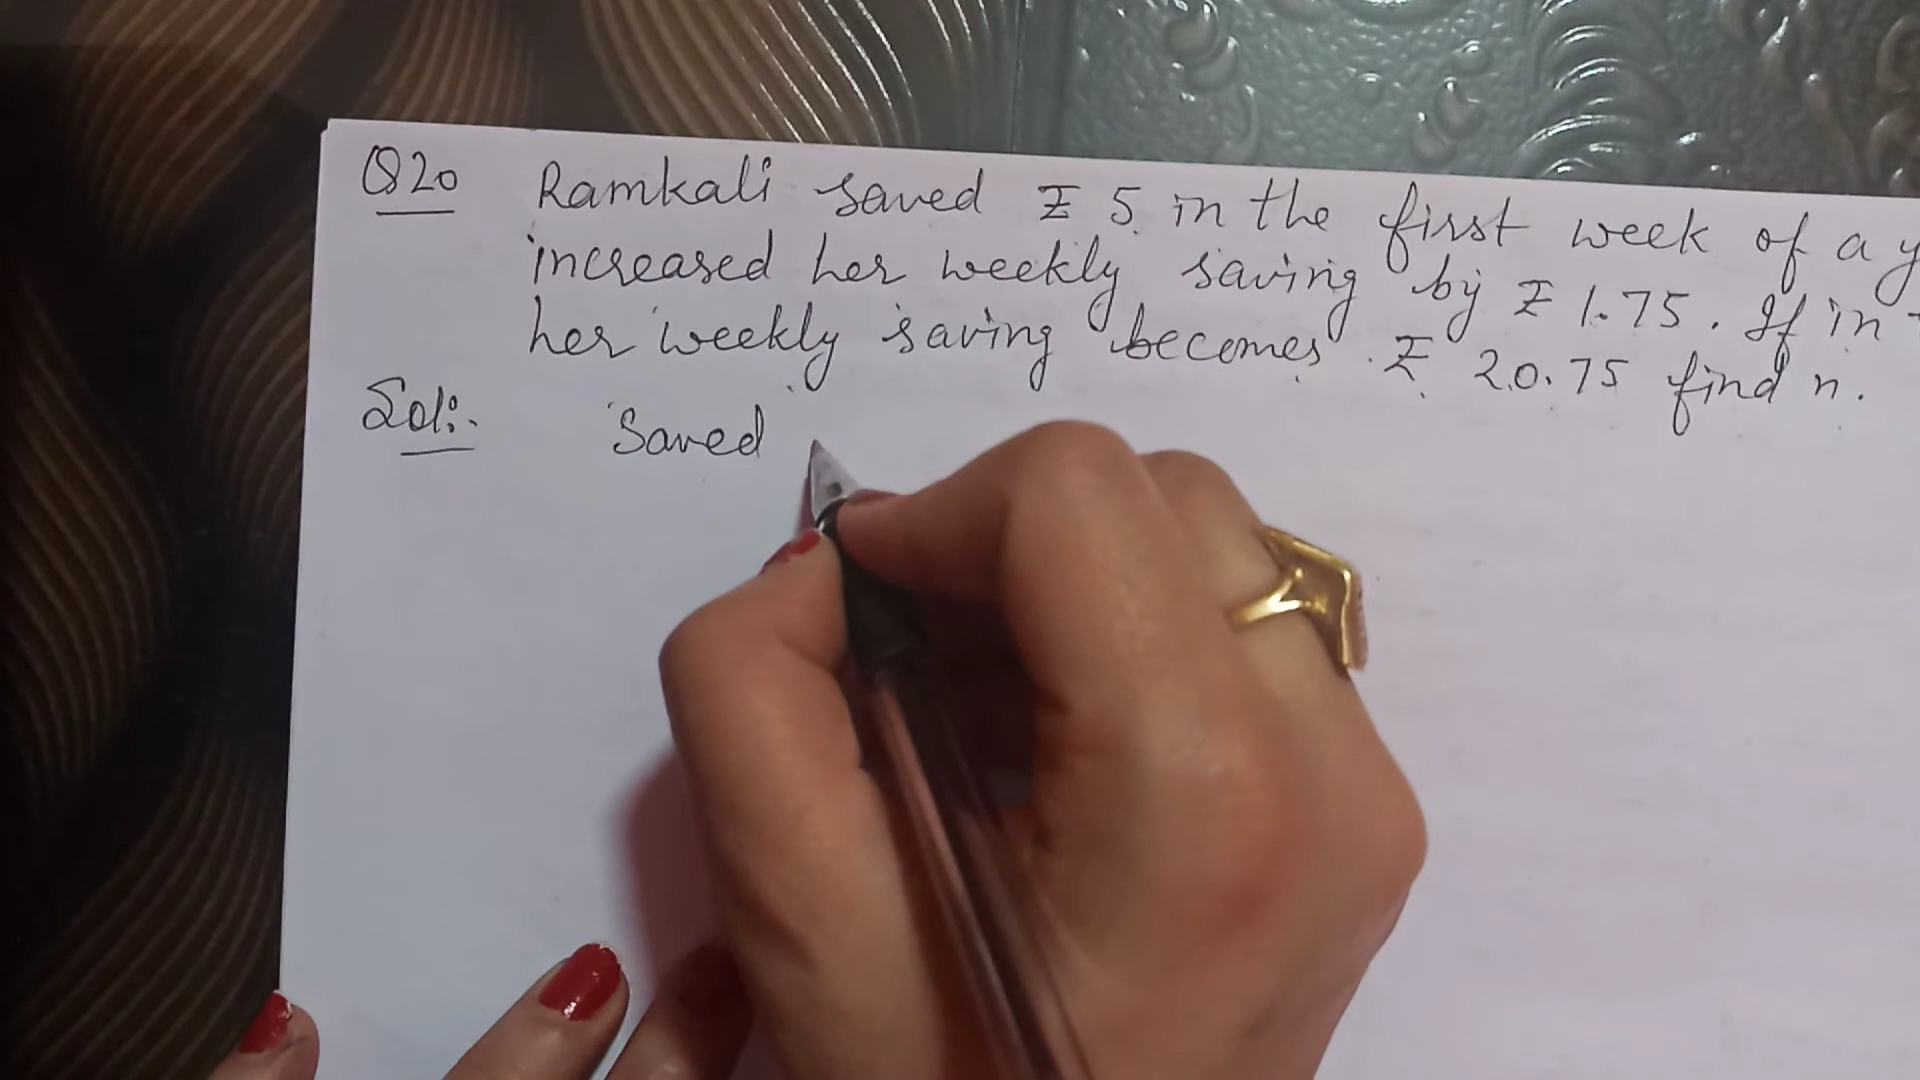 Q20 Ramkali saved ₹ 5 in the first week of a
increased her weekly saving by ₹ 1.75. If in
her weekly saving becomes ₹ 20.75 find n.
Sol:- Saved